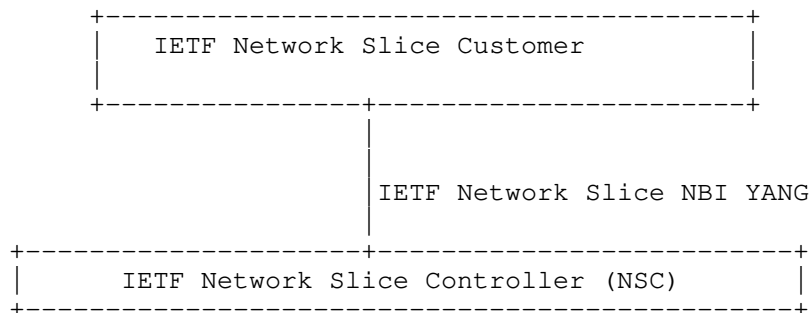 IETF Network Slice Customer
IETF Network Slice NBI YANG
IETF Network Slice Controller (NSC)